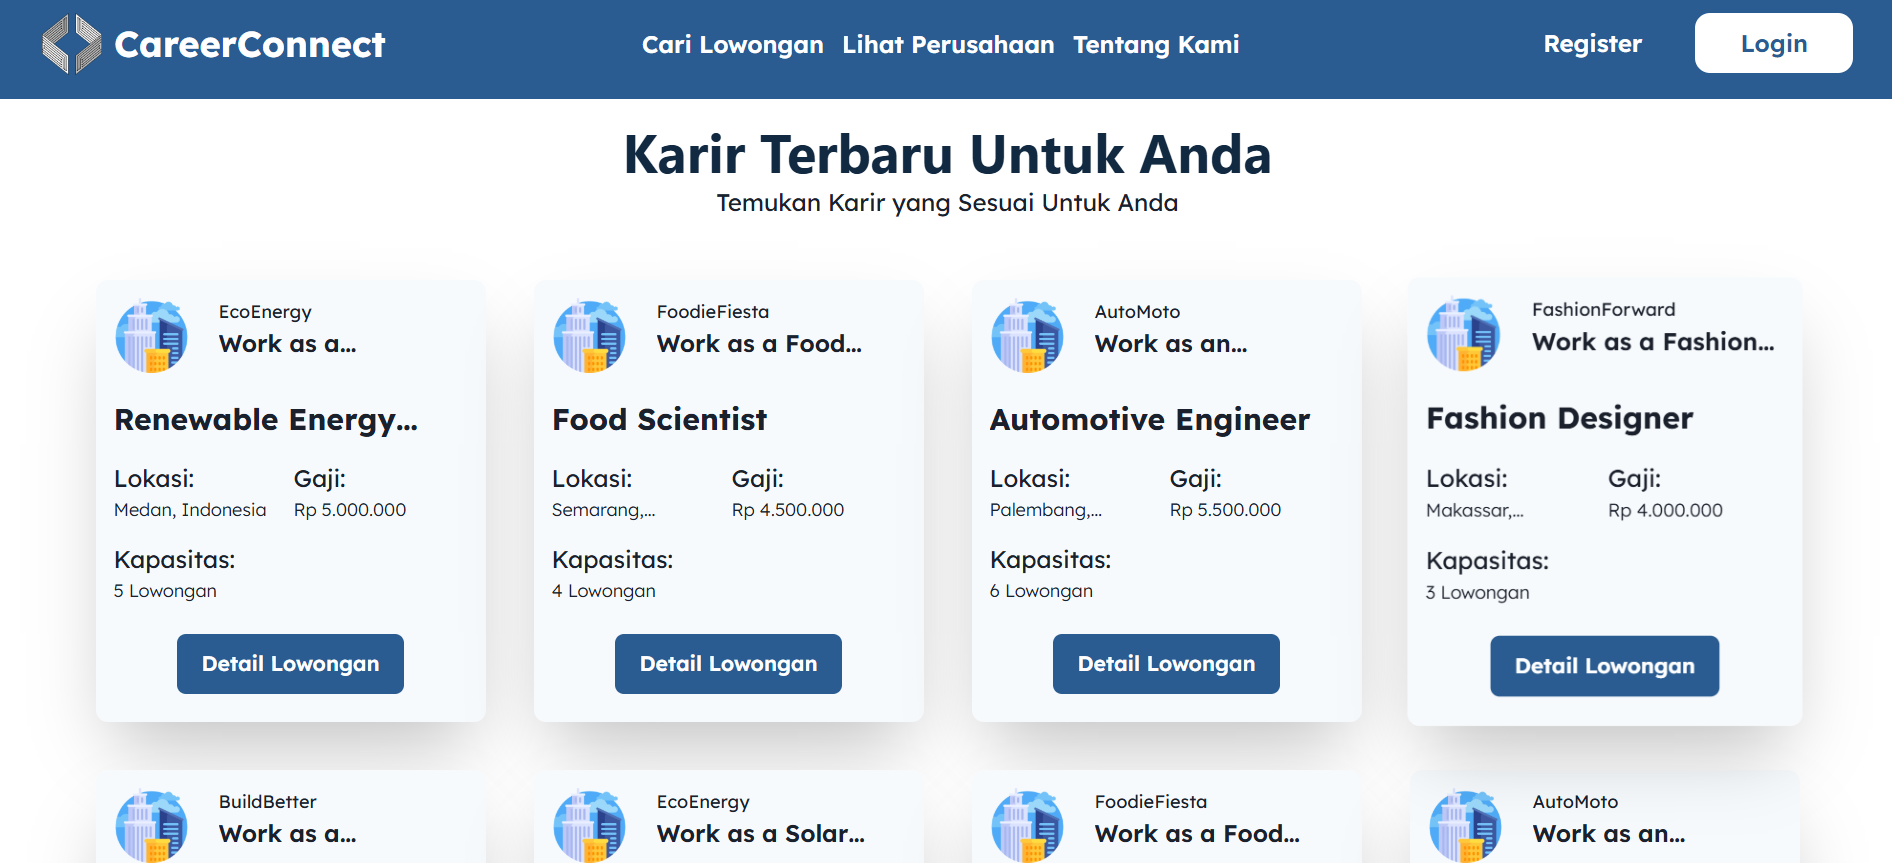 CareerConnect
Cari Lowongan Lihat Perusahaan Tentang Kami
Register
Login
Karir Terbaru Untuk Anda
Temukan Karir yang Sesuai Untuk Anda
EcoEnergy
Work as a...
Renewable Energy...
Lokasi: Gaji:
Medan, Indonesia Rp 5.000.000
Kapasitas:
5 Lowongan
Detail Lowongan
FoodieFiesta
Work as a Food...
Food Scientist
Lokasi: Gaji:
Semarang,... Rp 4.500.000
Kapasitas:
4 Lowongan
Detail Lowongan
AutoMoto
Work as an...
Automotive Engineer
Lokasi: Gaji:
Palembang,... Rp 5.500.000
Kapasitas:
6 Lowongan
Detail Lowongan
FashionForward
Work as a Fashion...
Fashion Designer
Lokasi: Gaji:
Makassar,... Rp 4.000.000
Kapasitas:
3 Lowongan
Detail Lowongan
BuildBetter
Work as a...
EcoEnergy
Work as a Solar...
FoodieFiesta
Work as a Food...
AutoMoto
Work as an...